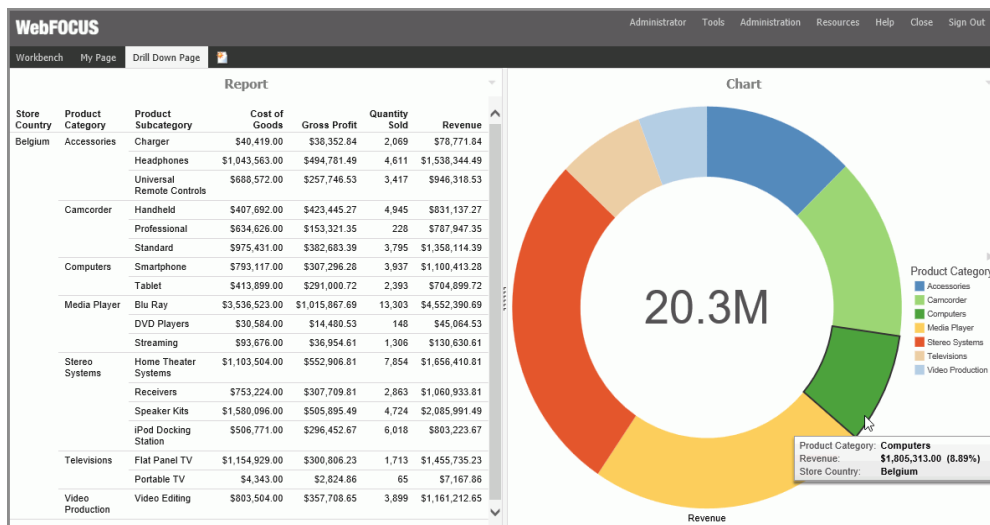 WebFOCUS
Administrator Tools Administration Resources Help Close Sign Out
Workbench My Page Drill Down Page
Report
Store Country Product Category Product Subcategory Cost of Goods Gross Profit Quantity Sold Revenue
Belgium Accessories Charger $40,419.00 $38,352.84 2,069 $78,771.84
Headphones $1,043,563.00 $494,781.49 4,611 $1,538,344.49
Universal Remote Controls $688,572.00 $257,746.53 3,417 $946,318.53
Camcorder Handheld $407,692.00 $423,445.27 4,945 $831,137.27
Professional $634,626.00 $153,321.35 228 $787,947.35
Standard $975,431.00 $382,683.39 3,795 $1,358,114.39
Computers Smartphone $793,117.00 $307,296.28 3,937 $1,100,413.28
Tablet $413,899.00 $291,000.72 2,393 $704,899.72
Media Player Blu Ray $3,536,523.00 $1,015,867.69 13,303 $4,552,390.69
DVD Players $30,584.00 $14,480.53 148 $45,064.53
Streaming $93,676.00 $36,954.61 1,306 $130,630.61
Stereo Systems Home Theater Systems $1,103,504.00 $552,906.81 7,854 $1,656,410.81
Receivers $753,224.00 $307,709.81 2,863 $1,060,933.81
Speaker Kits $1,580,096.00 $505,895.49 4,724 $2,085,991.49
iPod Docking Station $506,771.00 $296,452.67 6,018 $803,223.67
Televisions Flat Panel TV $1,154,929.00 $300,806.23 1,713 $1,455,735.23
Portable TV $4,343.00 $2,824.86 65 $7,167.86
Video Production Video Editing $803,504.00 $357,708.65 3,899 $1,161,212.65
Chart
20.3M
Product Category
Accessories
Camcorder
Computers
Media Player
Stereo Systems
Televisions
Video Production
Product Category: Computers
Revenue: $1,805,313.00 (8.89%)
Store Country: Belgium
Revenue